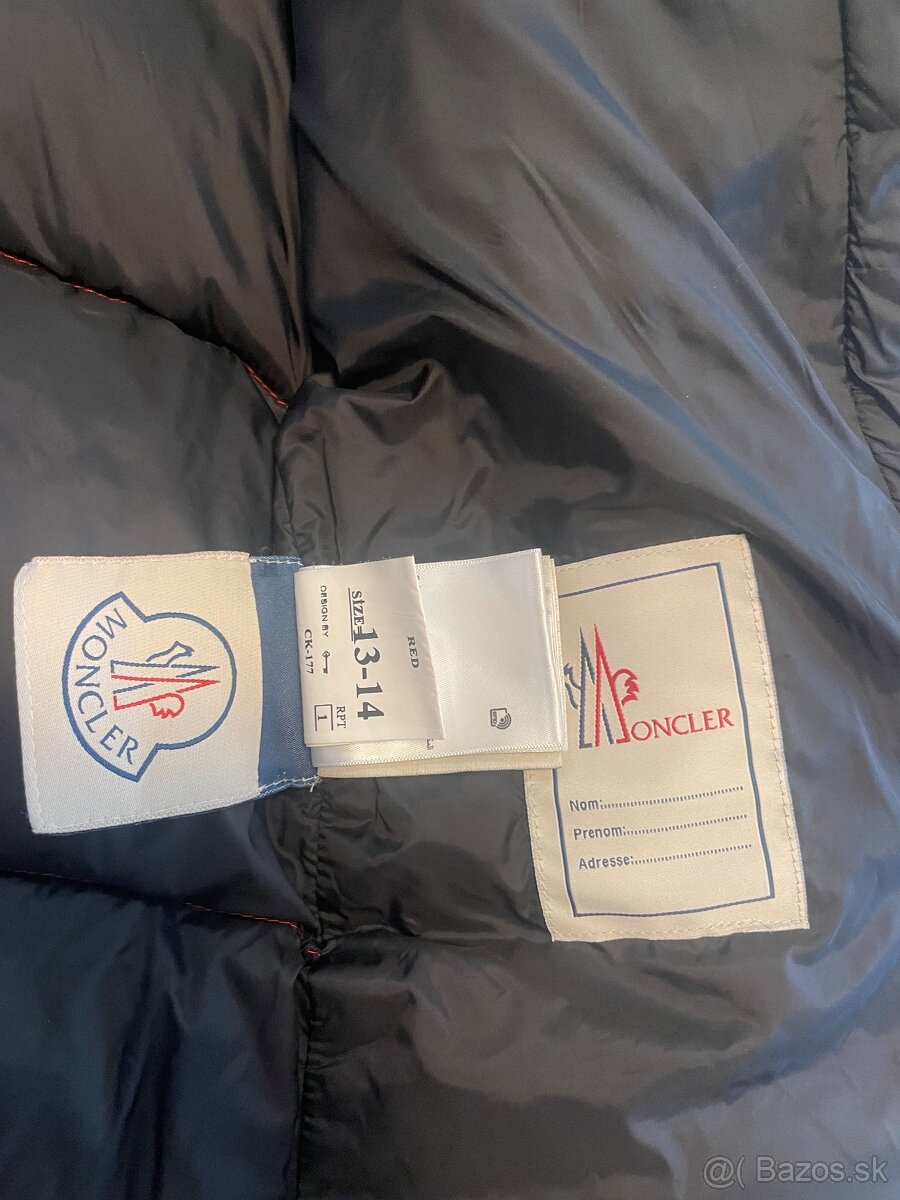 MONCLER
RED
SIZE=13-14
DESIGN BY
CK-177
RPT
1
MONCLER
Nom:
Prenom:
Adresse:
@( Bazos.sk